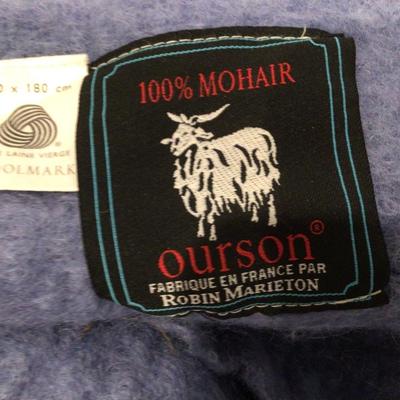 × 180 cm
LAINE VIERGE
OLMARK
100% MOHAIR
ourson®
FABRIQUE EN FRANCE PAR
ROBIN MARIETON